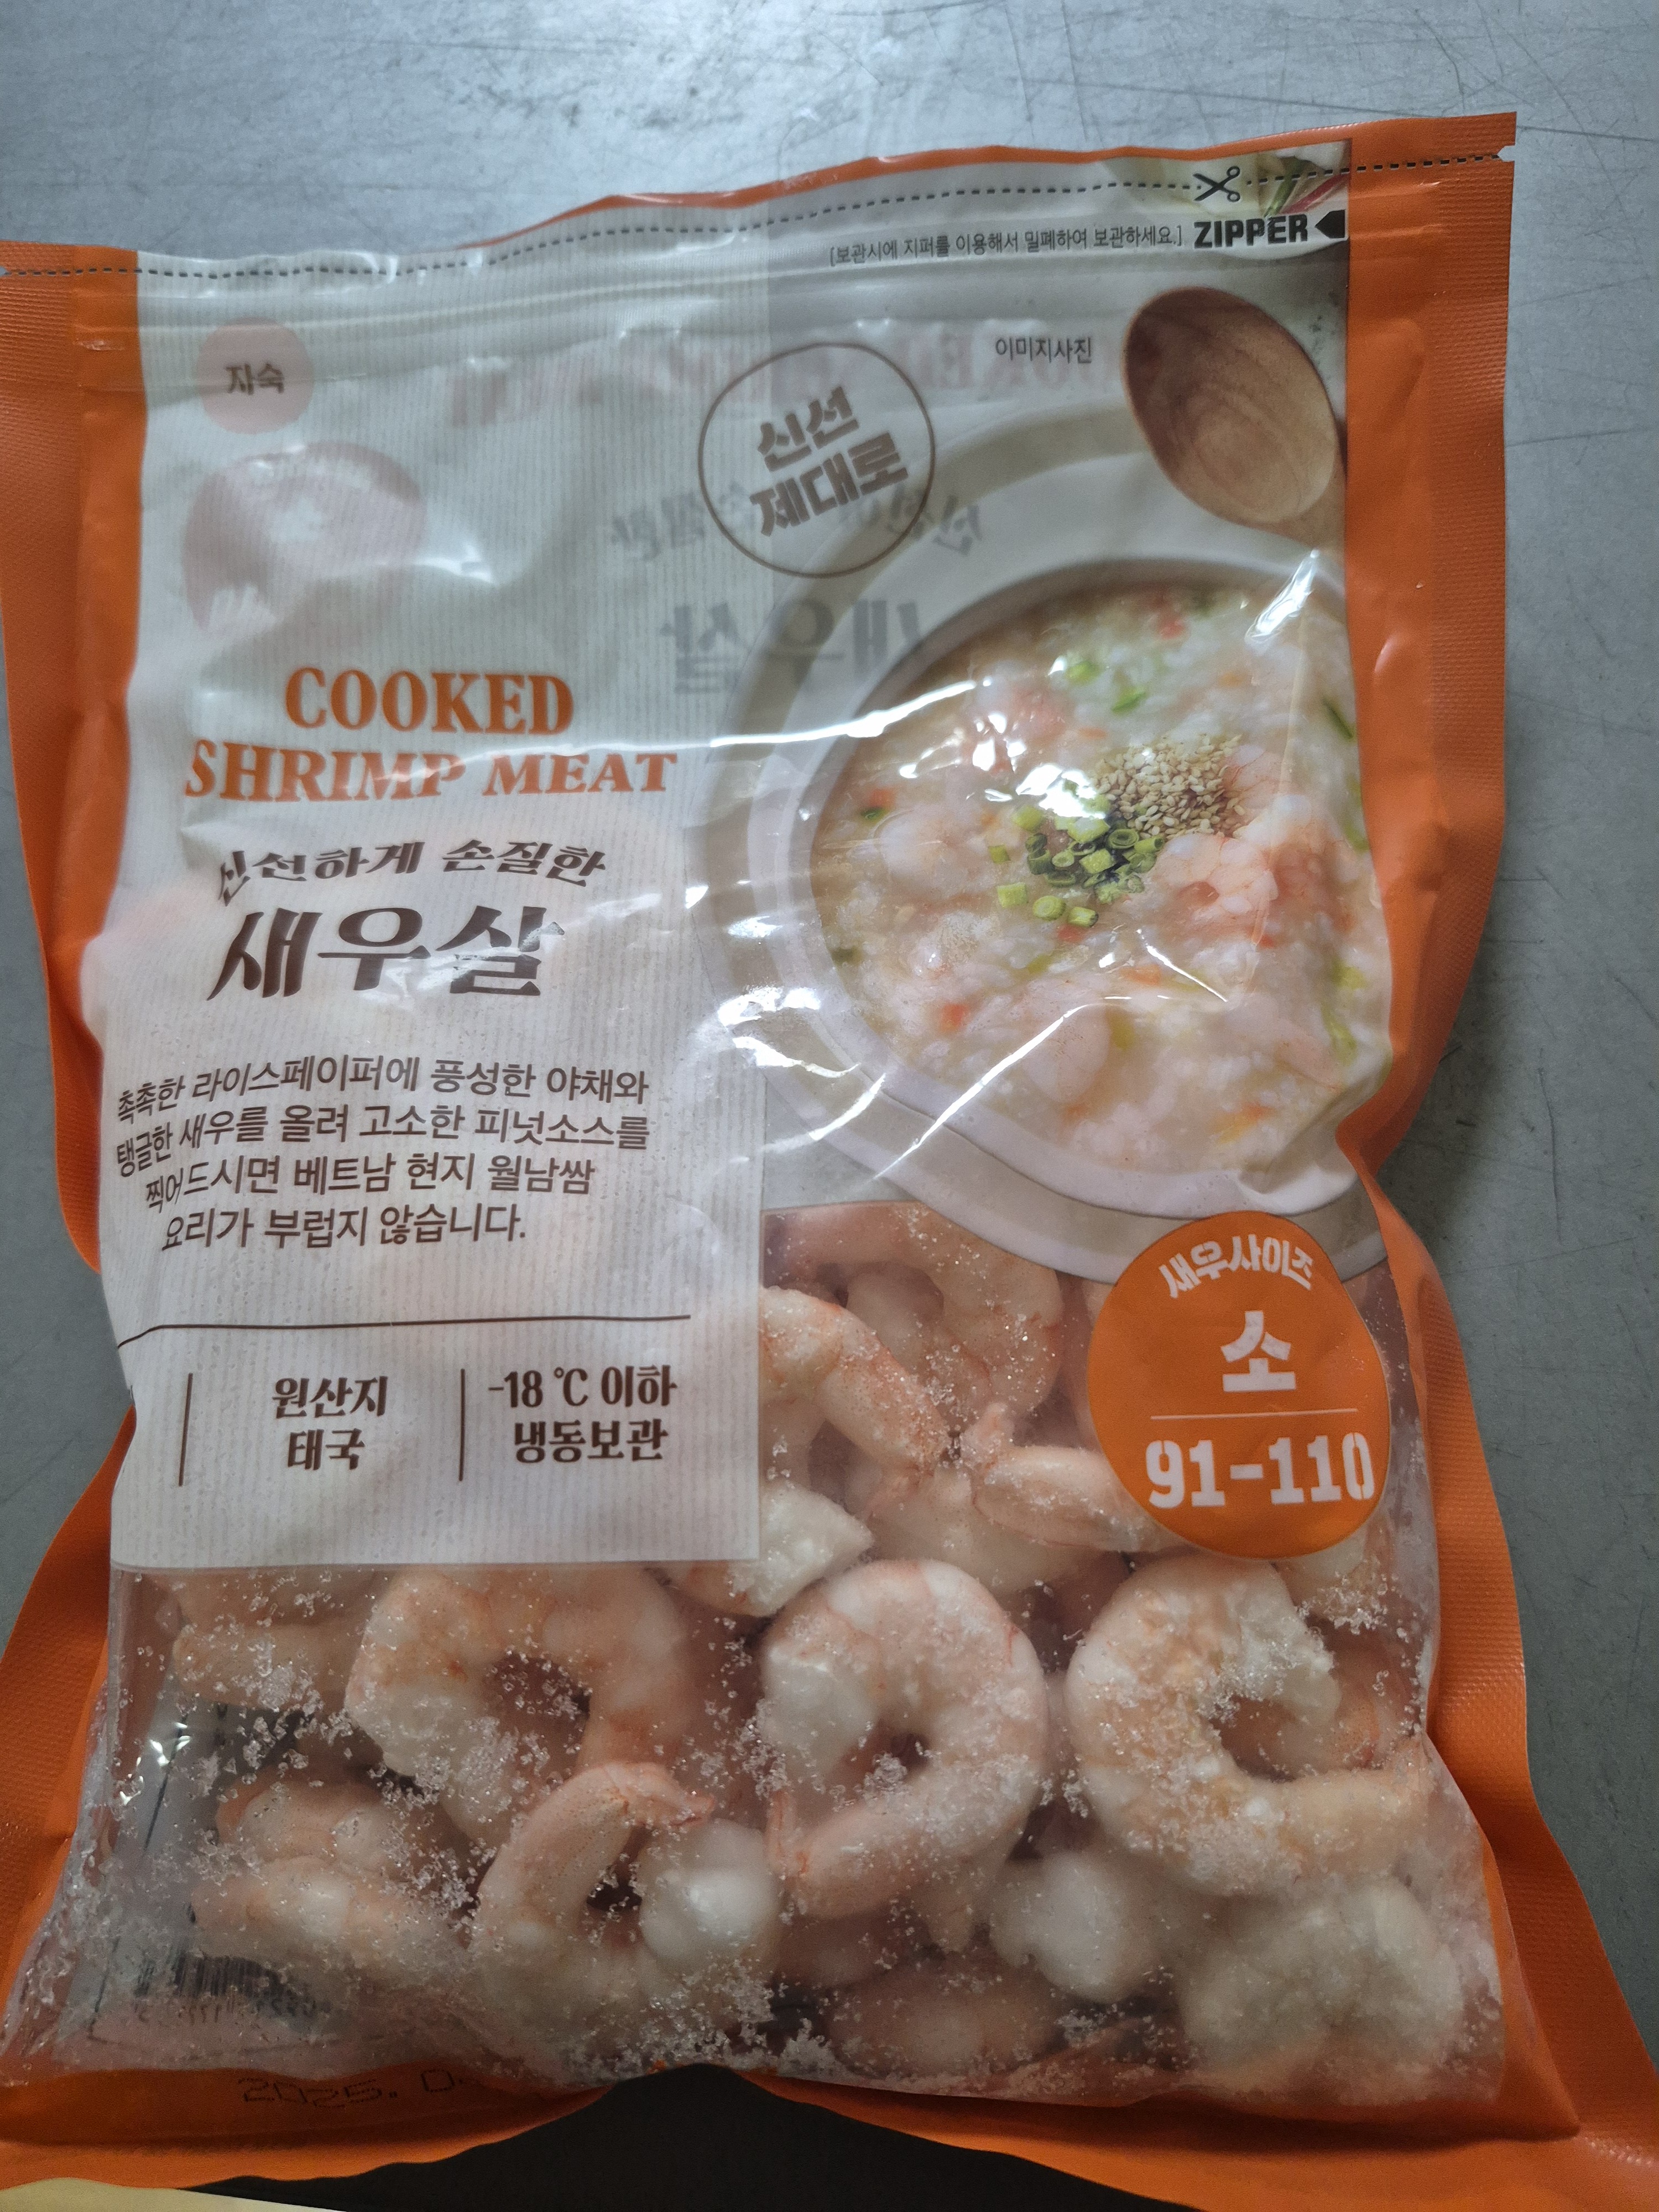 ZIPPER
[보관시에 지퍼를 이용해서 밀폐하여 보관하세요.]
이미지사진
자숙
신선
제대로
COOKED
SHRIMP MEAT
신선하게 손질한
새우살
촉촉한 라이스페이퍼에 풍성한 야채와
탱글한 새우를 올려 고소한 피넛소스를
찍어드시면 베트남 현지 월남쌈
요리가 부럽지 않습니다.
원산지
태국
-18 ℃ 이하
냉동보관
새우사이즈
소
91-110